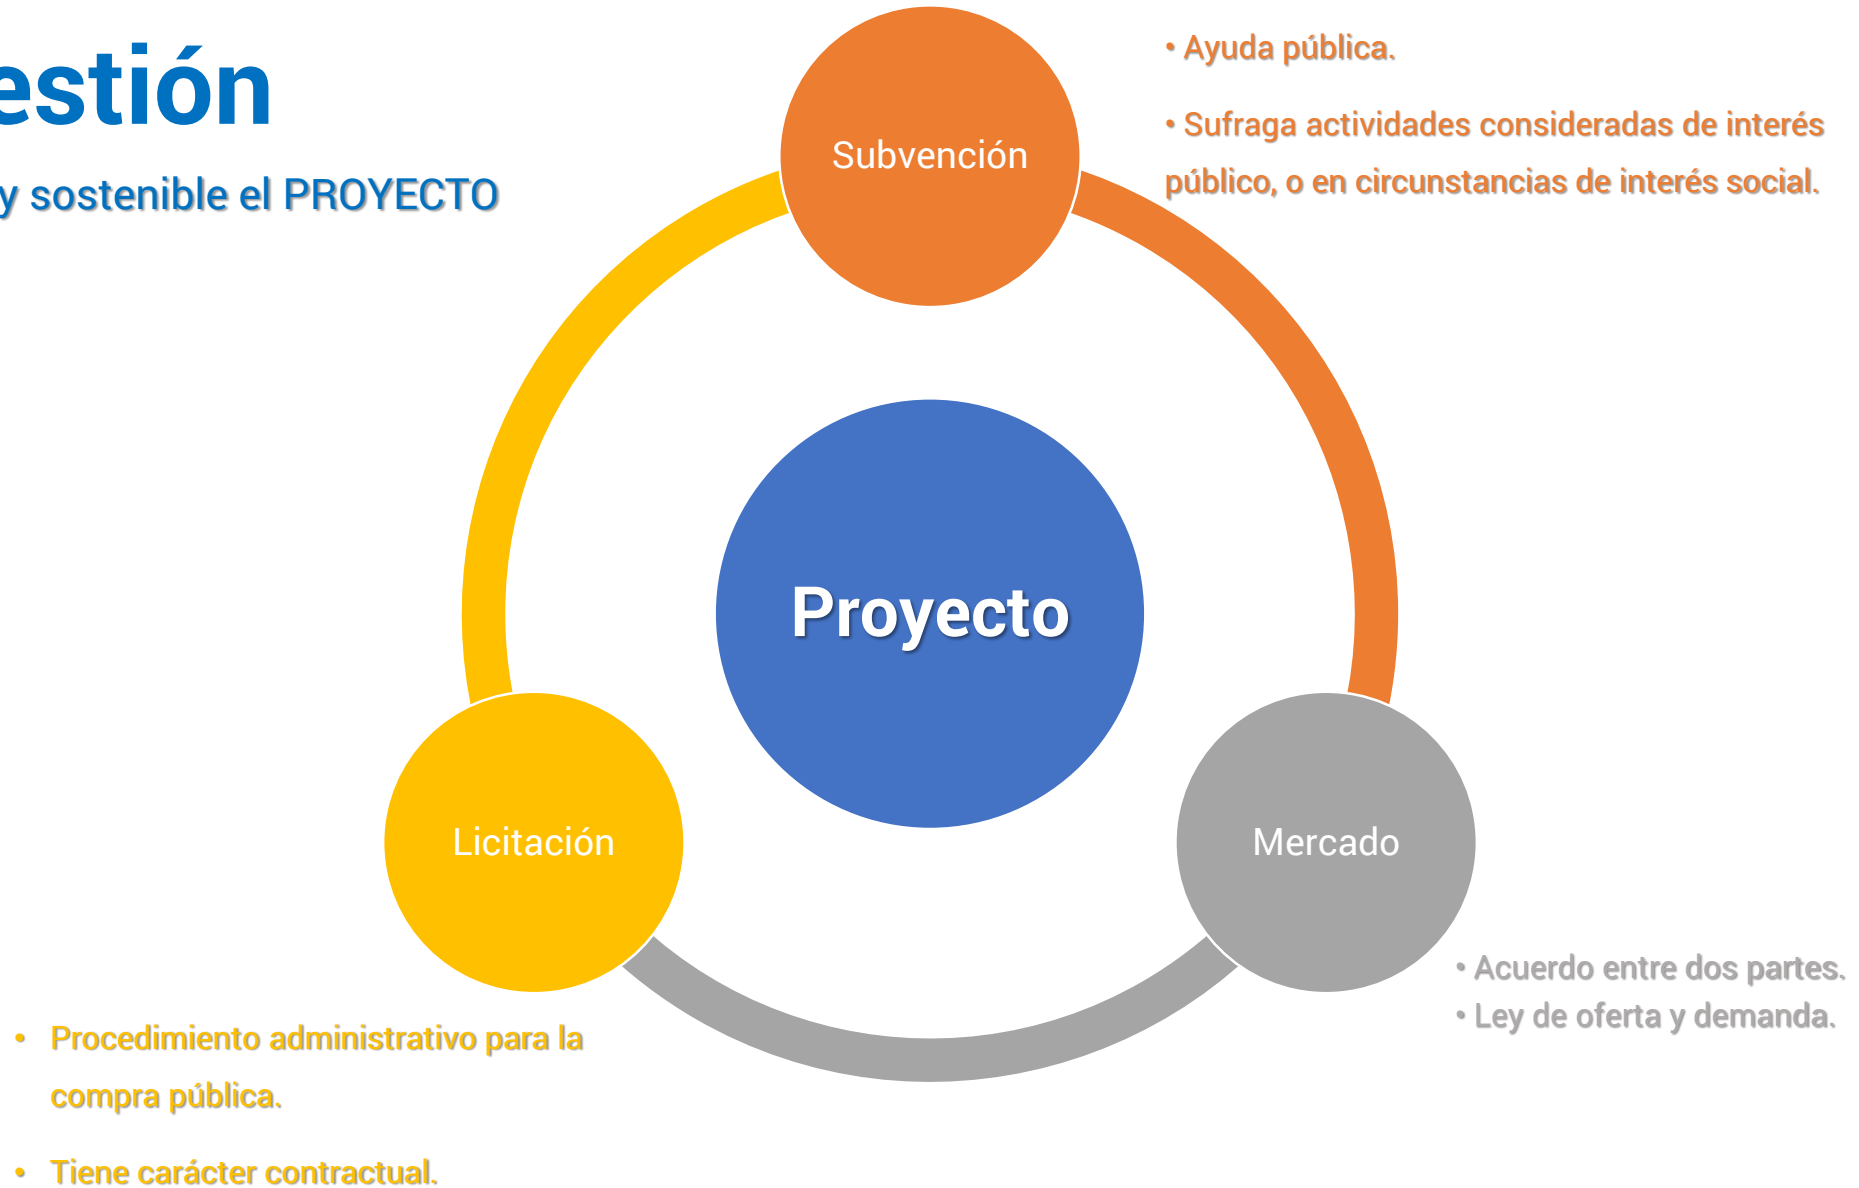 estión
y sostenible el PROYECTO
Subvención
• Ayuda pública.
• Sufraga actividades consideradas de interés
público, o en circunstancias de interés social.
Proyecto
Licitación
Mercado
• Acuerdo entre dos partes.
• Ley de oferta y demanda.
• Procedimiento administrativo para la
compra pública.
• Tiene carácter contractual.